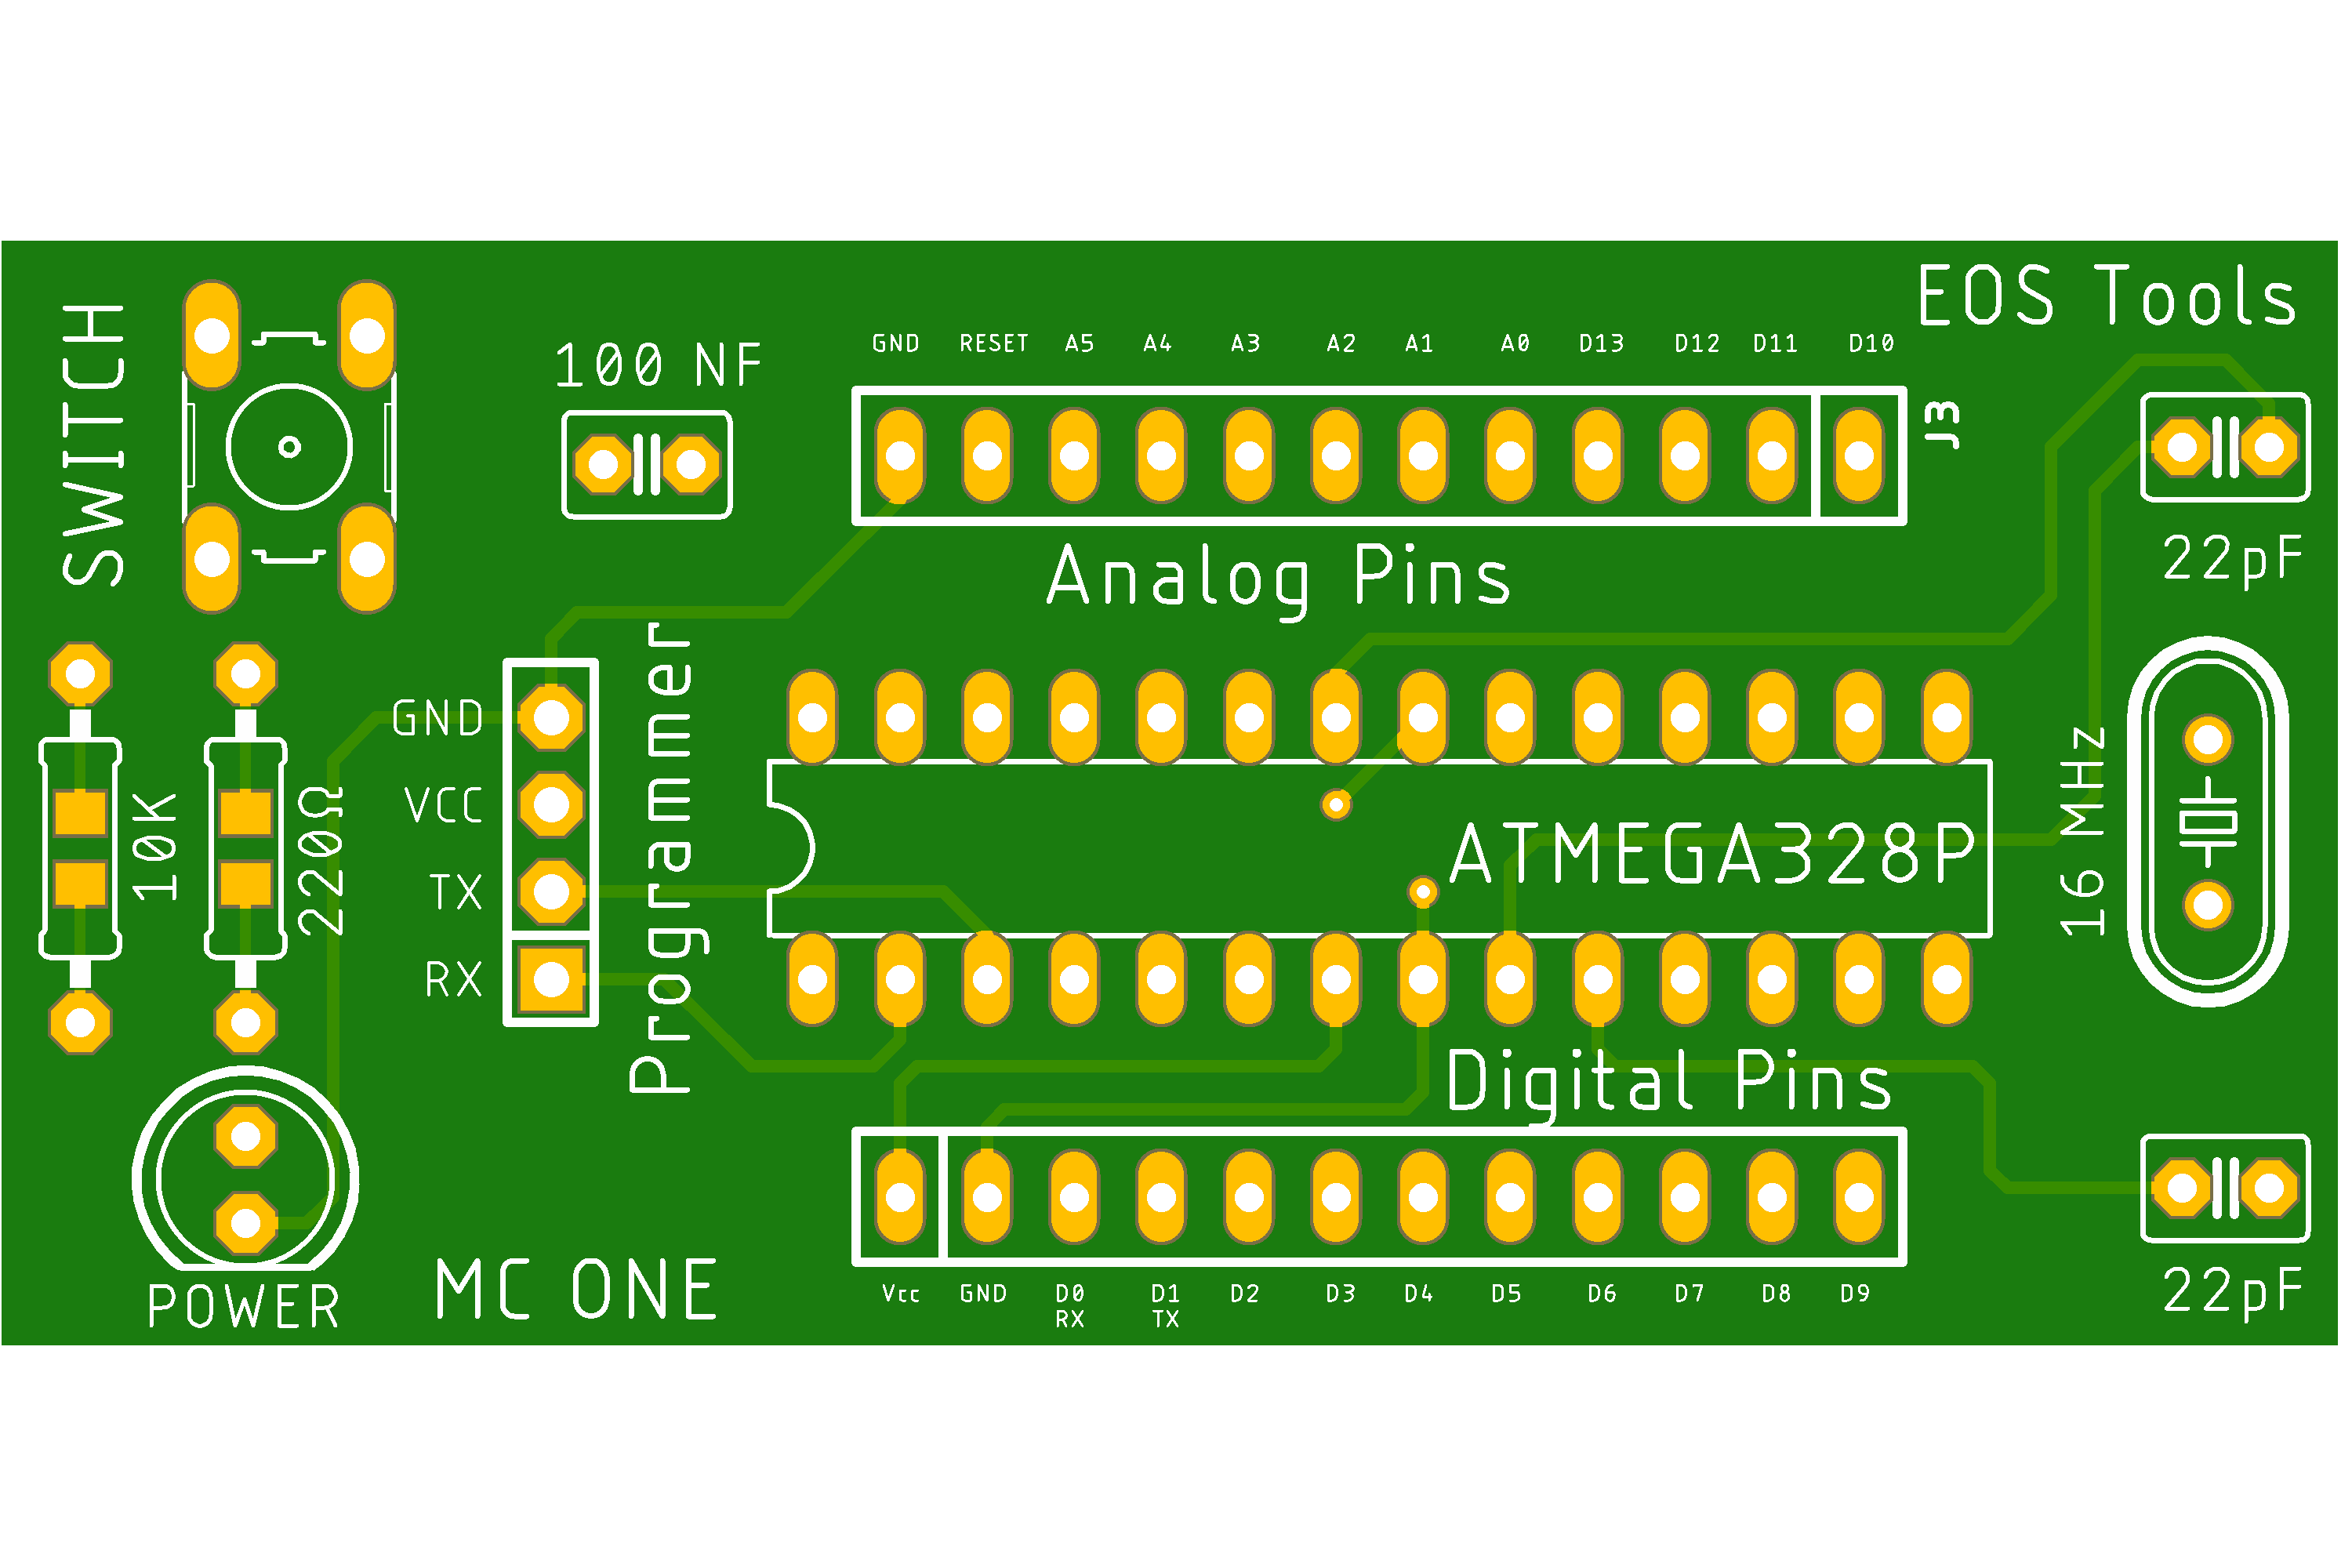 EOS Tools
SWITCH
100 NF
GND RESET A5 A4 A3 A2 A1 A0 D13 D12 D11 D10
J3
Analog Pins
22pF
Programmer
GND
VCC
TX
RX
10K
220Ω
ATMEGA328P
16 MHz
Digital Pins
POWER
MC ONE
Vcc GND D0 D1 D2 D3 D4 D5 D6 D7 D8 D9
RX TX
22pF